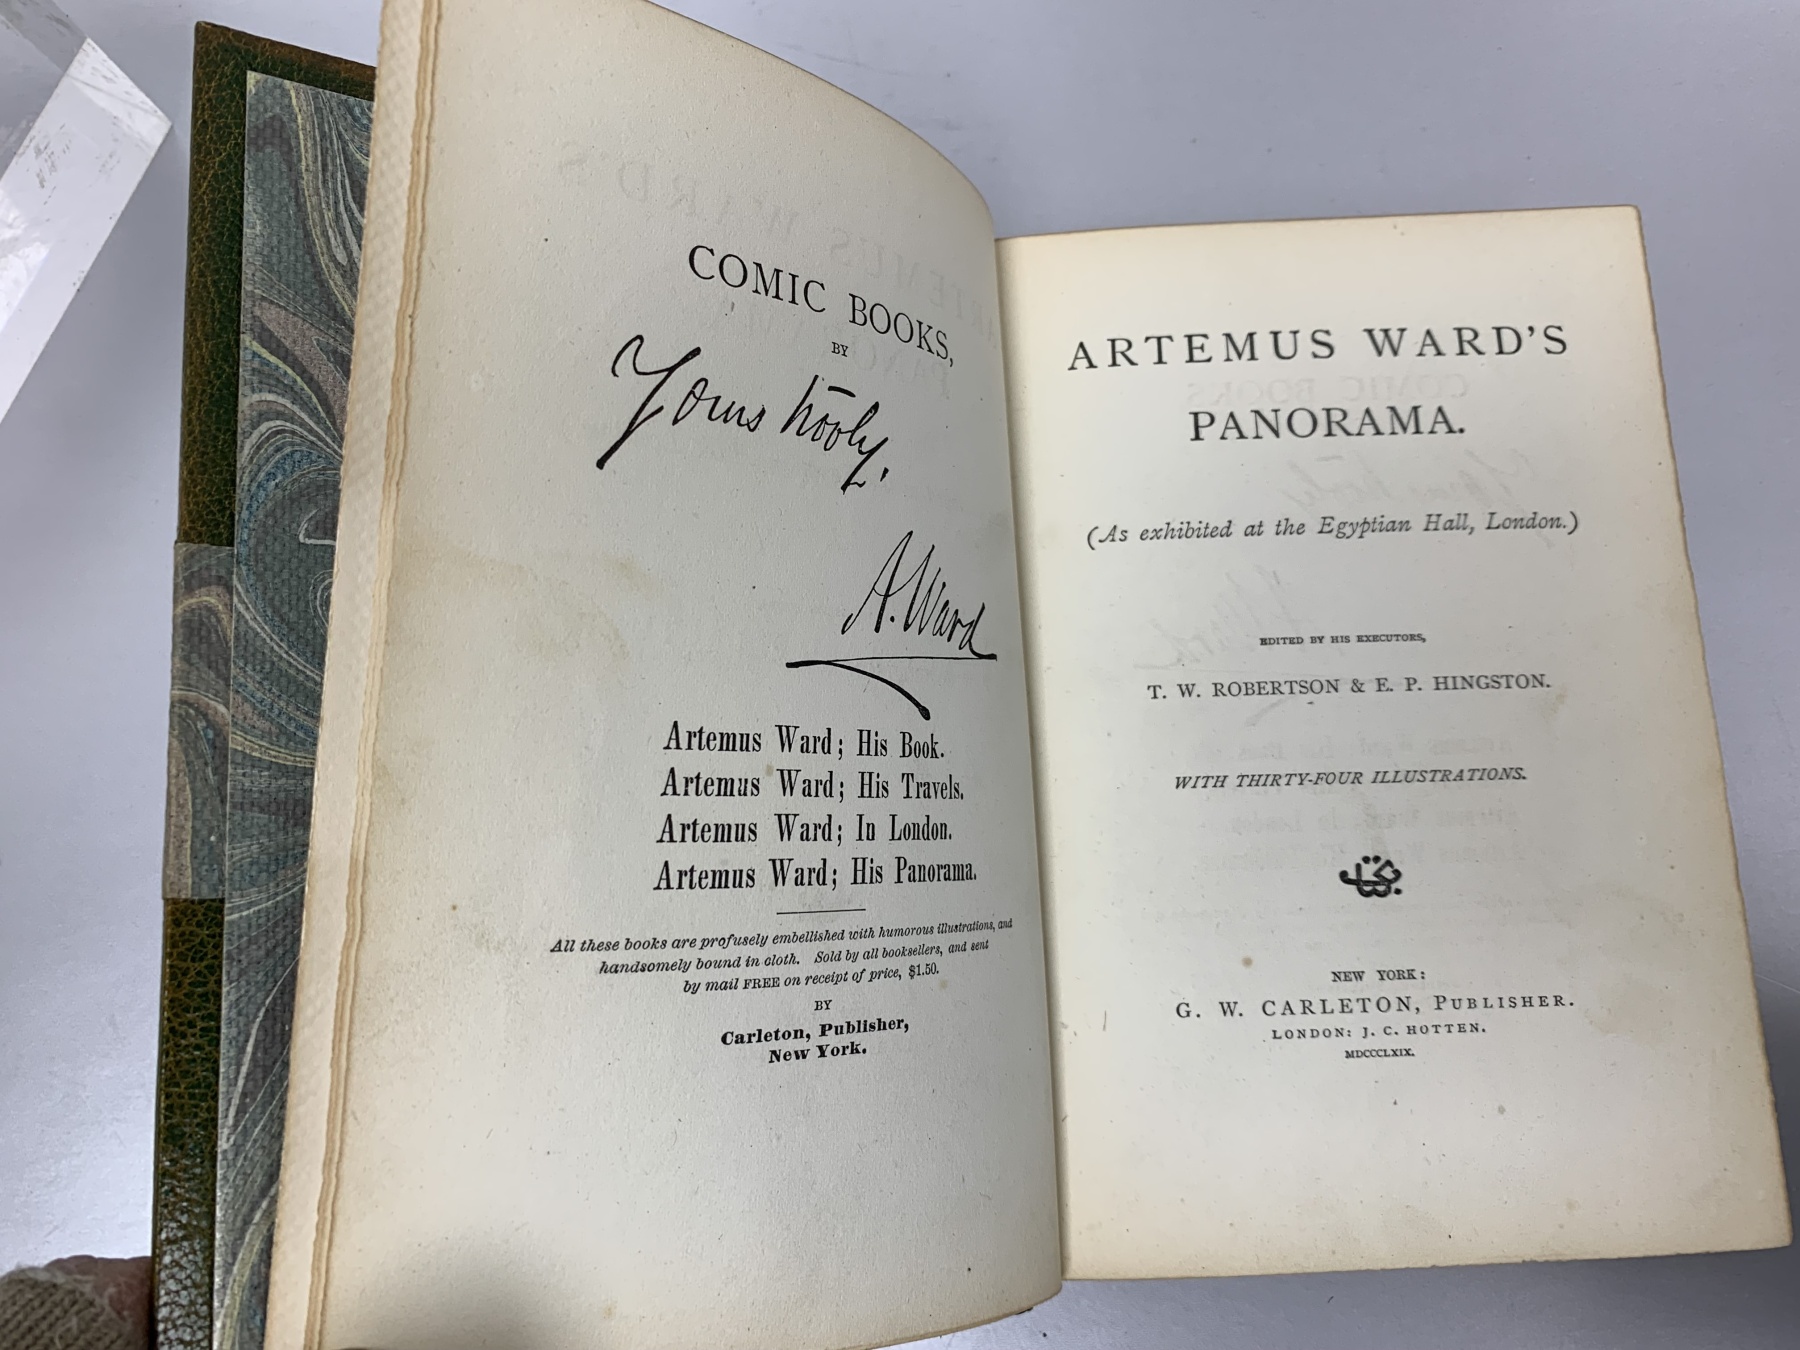 COMIC BOOKS,
BY
Yours trooly,
A. Ward
Artemus Ward; His Book.
Artemus Ward; His Travels.
Artemus Ward; In London.
Artemus Ward; His Panorama.
All these books are profusely embellished with humorous illustrations, and
handsomely bound in cloth. Sold by all booksellers, and sent
by mail FREE on receipt of price, $1.50.
BY
Carleton, Publisher,
New York.
ARTEMUS WARD'S
PANORAMA.
(As exhibited at the Egyptian Hall, London.)
EDITED BY HIS EXECUTORS,
T. W. ROBERTSON & E. P. HINGSTON.
WITH THIRTY-FOUR ILLUSTRATIONS.
NEW YORK:
G. W. CARLETON, PUBLISHER.
LONDON: J. C. HOTTEN.
MDCCCLXIX.